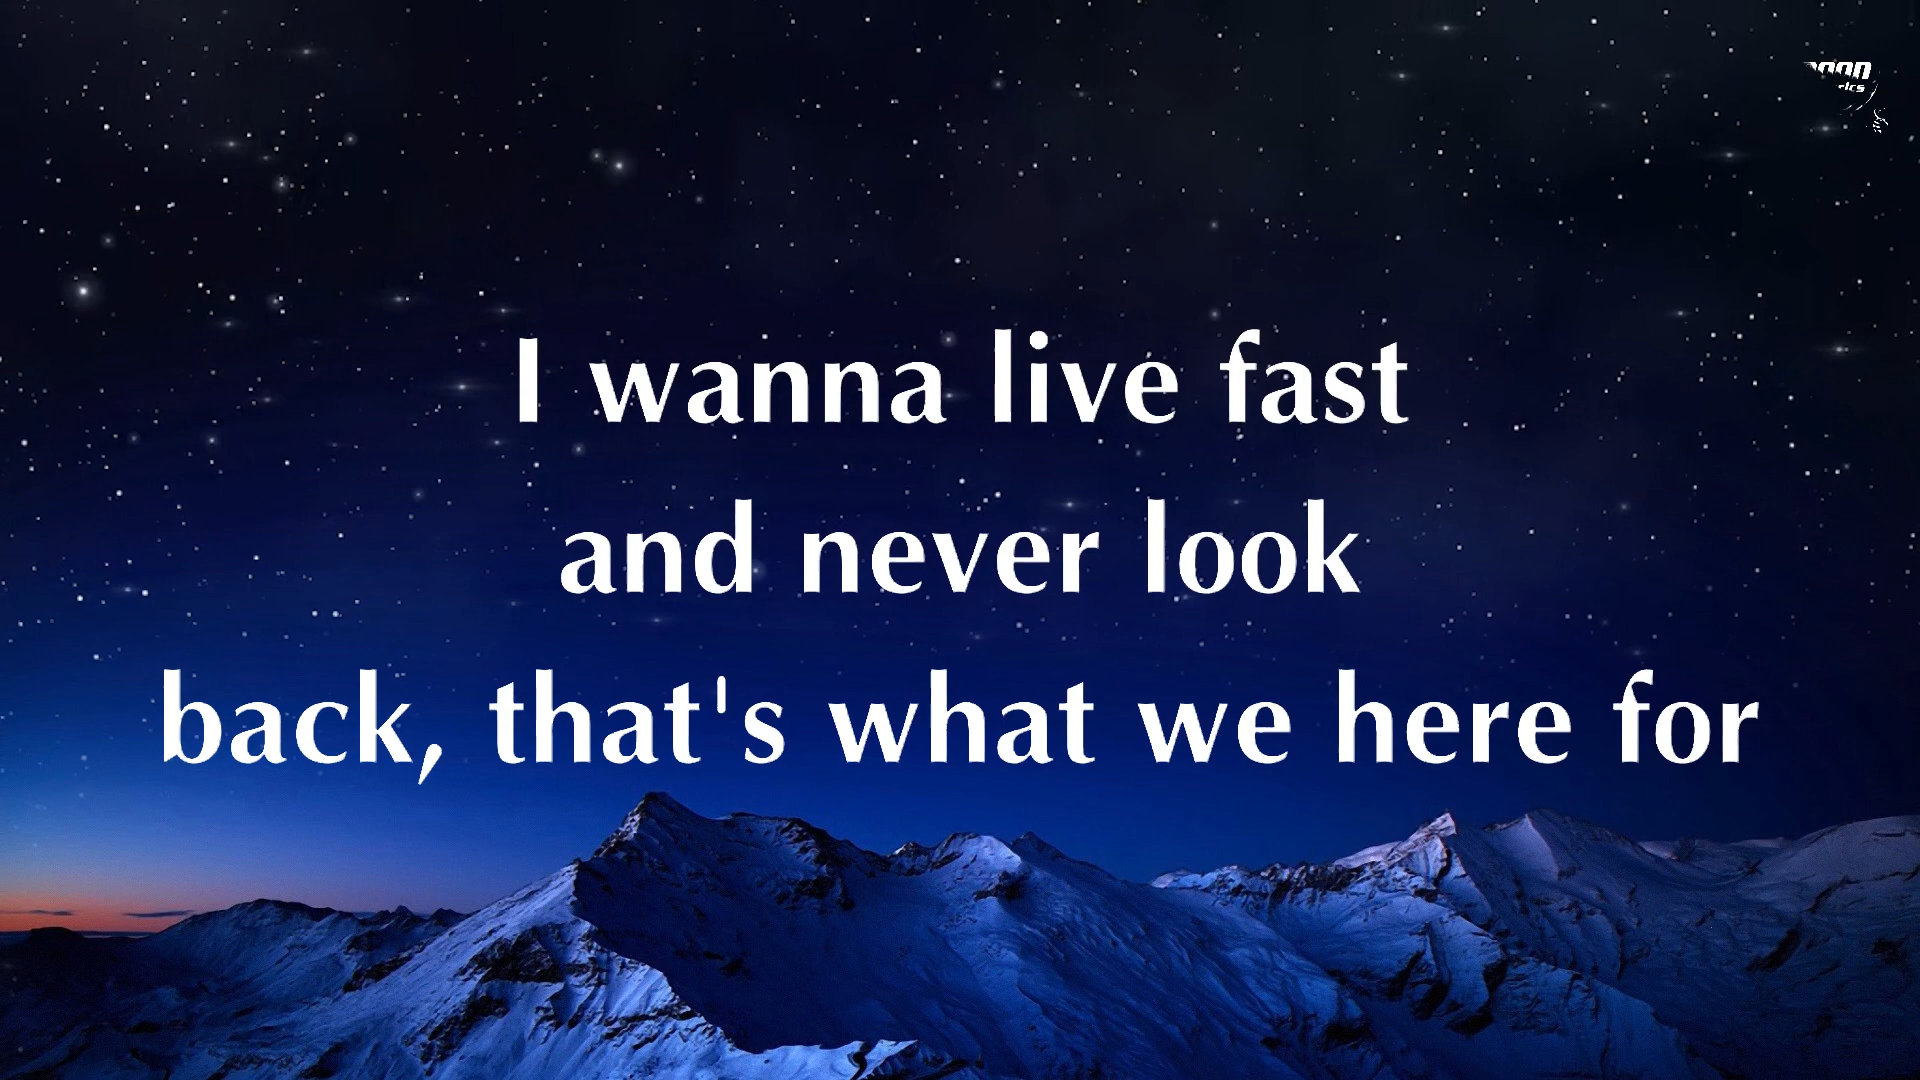 I wanna live fast
and never look
back, that's what we here for